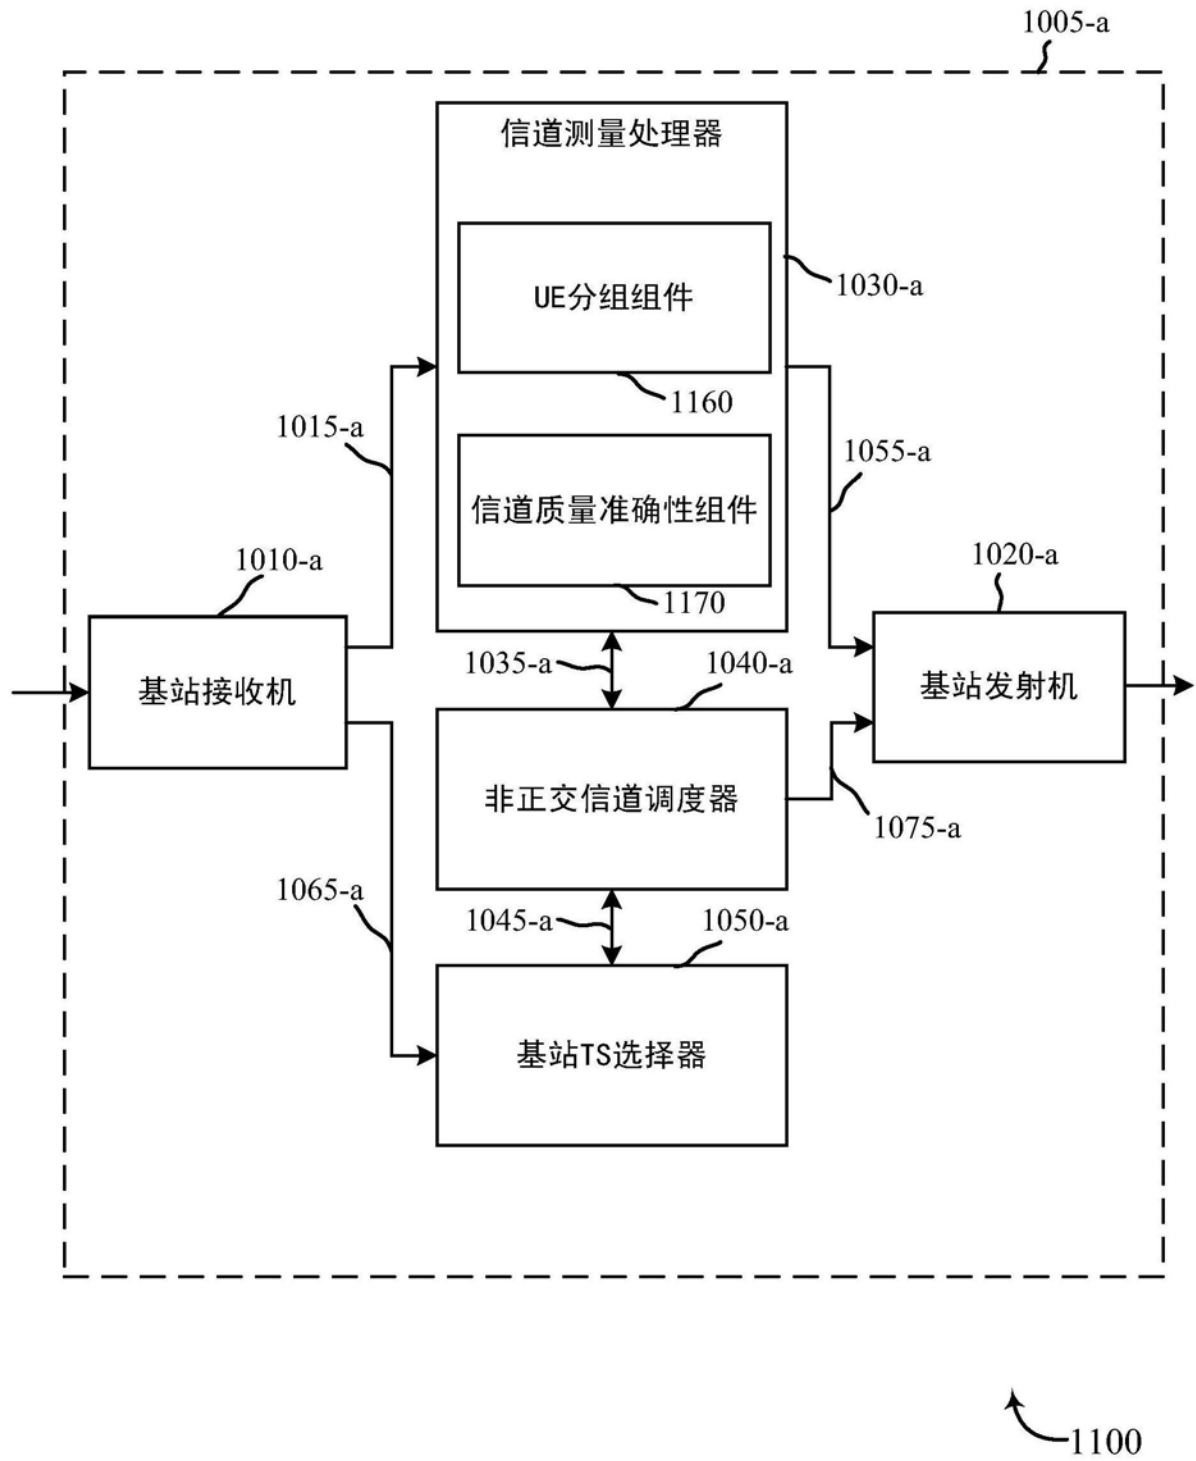 1005-a
信道测量处理器
UE分组组件
1030-a
1160
1015-a
1055-a
信道质量准确性组件
1010-a
1020-a
1170
1035-a
1040-a
基站接收机
基站发射机
非正交信道调度器
1075-a
1065-a
1045-a
1050-a
基站TS选择器
1100